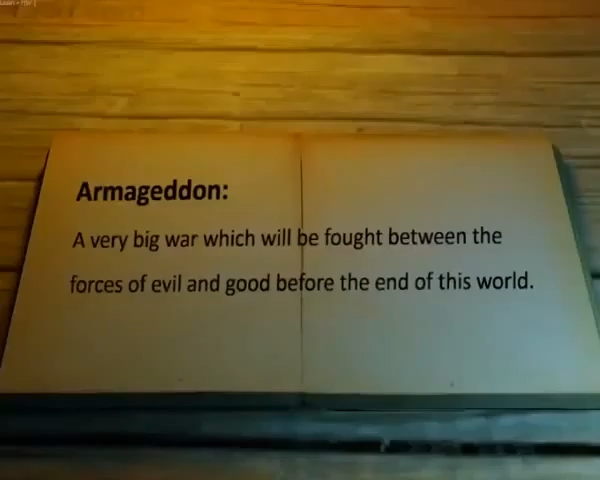 Armageddon:
A very big war which will be fought between the
forces of evil and good before the end of this world.